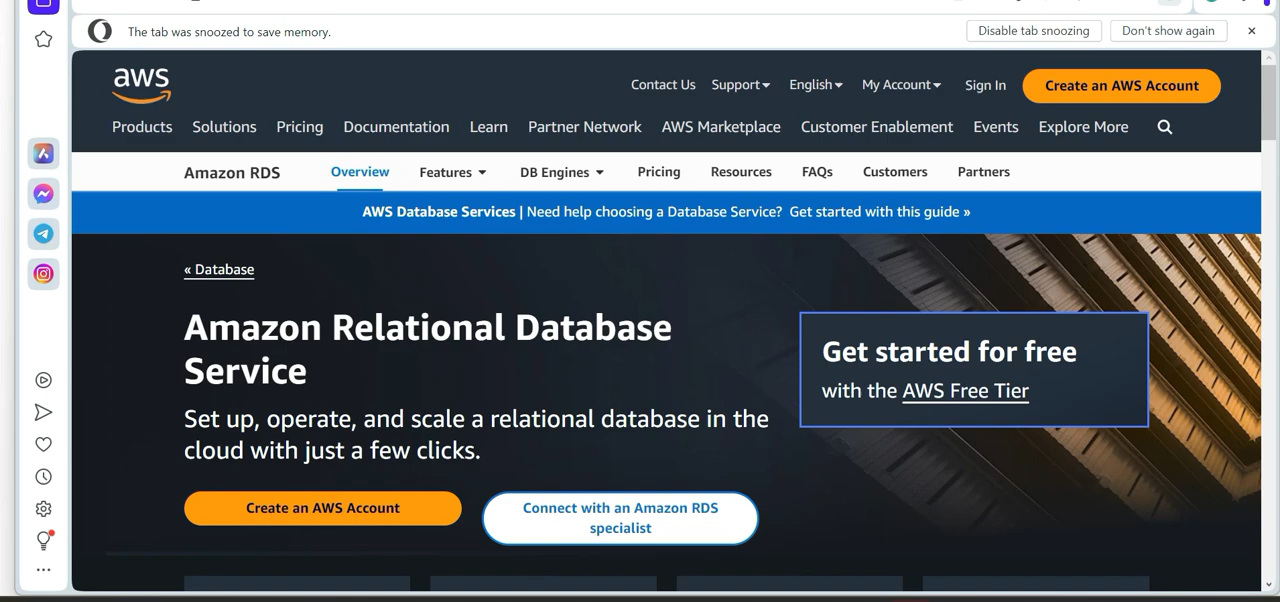 The tab was snoozed to save memory.
Disable tab snoozing
Don't show again
aws
Contact Us
Support
English
My Account
Sign In
Create an AWS Account
Products
Solutions
Pricing
Documentation
Learn
Partner Network
AWS Marketplace
Customer Enablement
Events
Explore More
Amazon RDS
Overview
Features
DB Engines
Pricing
Resources
FAQs
Customers
Partners
AWS Database Services | Need help choosing a Database Service? Get started with this guide »
« Database
Amazon Relational Database
Service
Set up, operate, and scale a relational database in the
cloud with just a few clicks.
Create an AWS Account
Connect with an Amazon RDS
specialist
Get started for free
with the AWS Free Tier